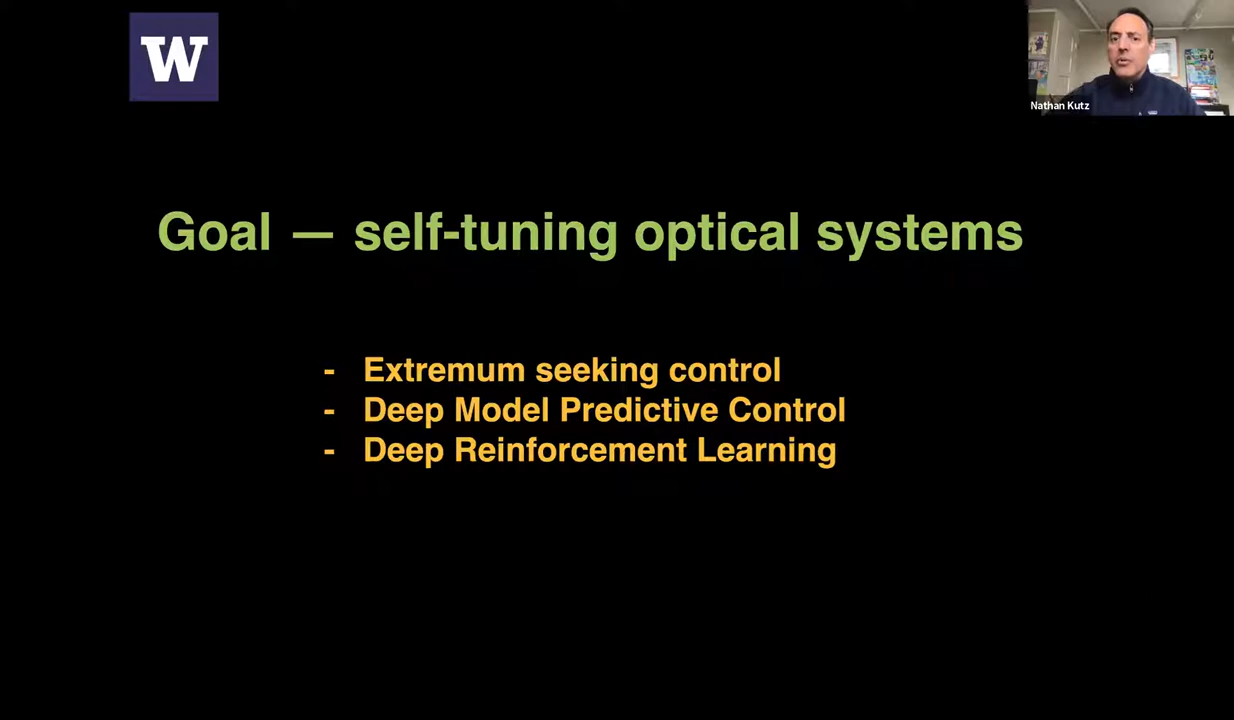 W
Nathan Kutz
Goal — self-tuning optical systems
- Extremum seeking control
- Deep Model Predictive Control
- Deep Reinforcement Learning